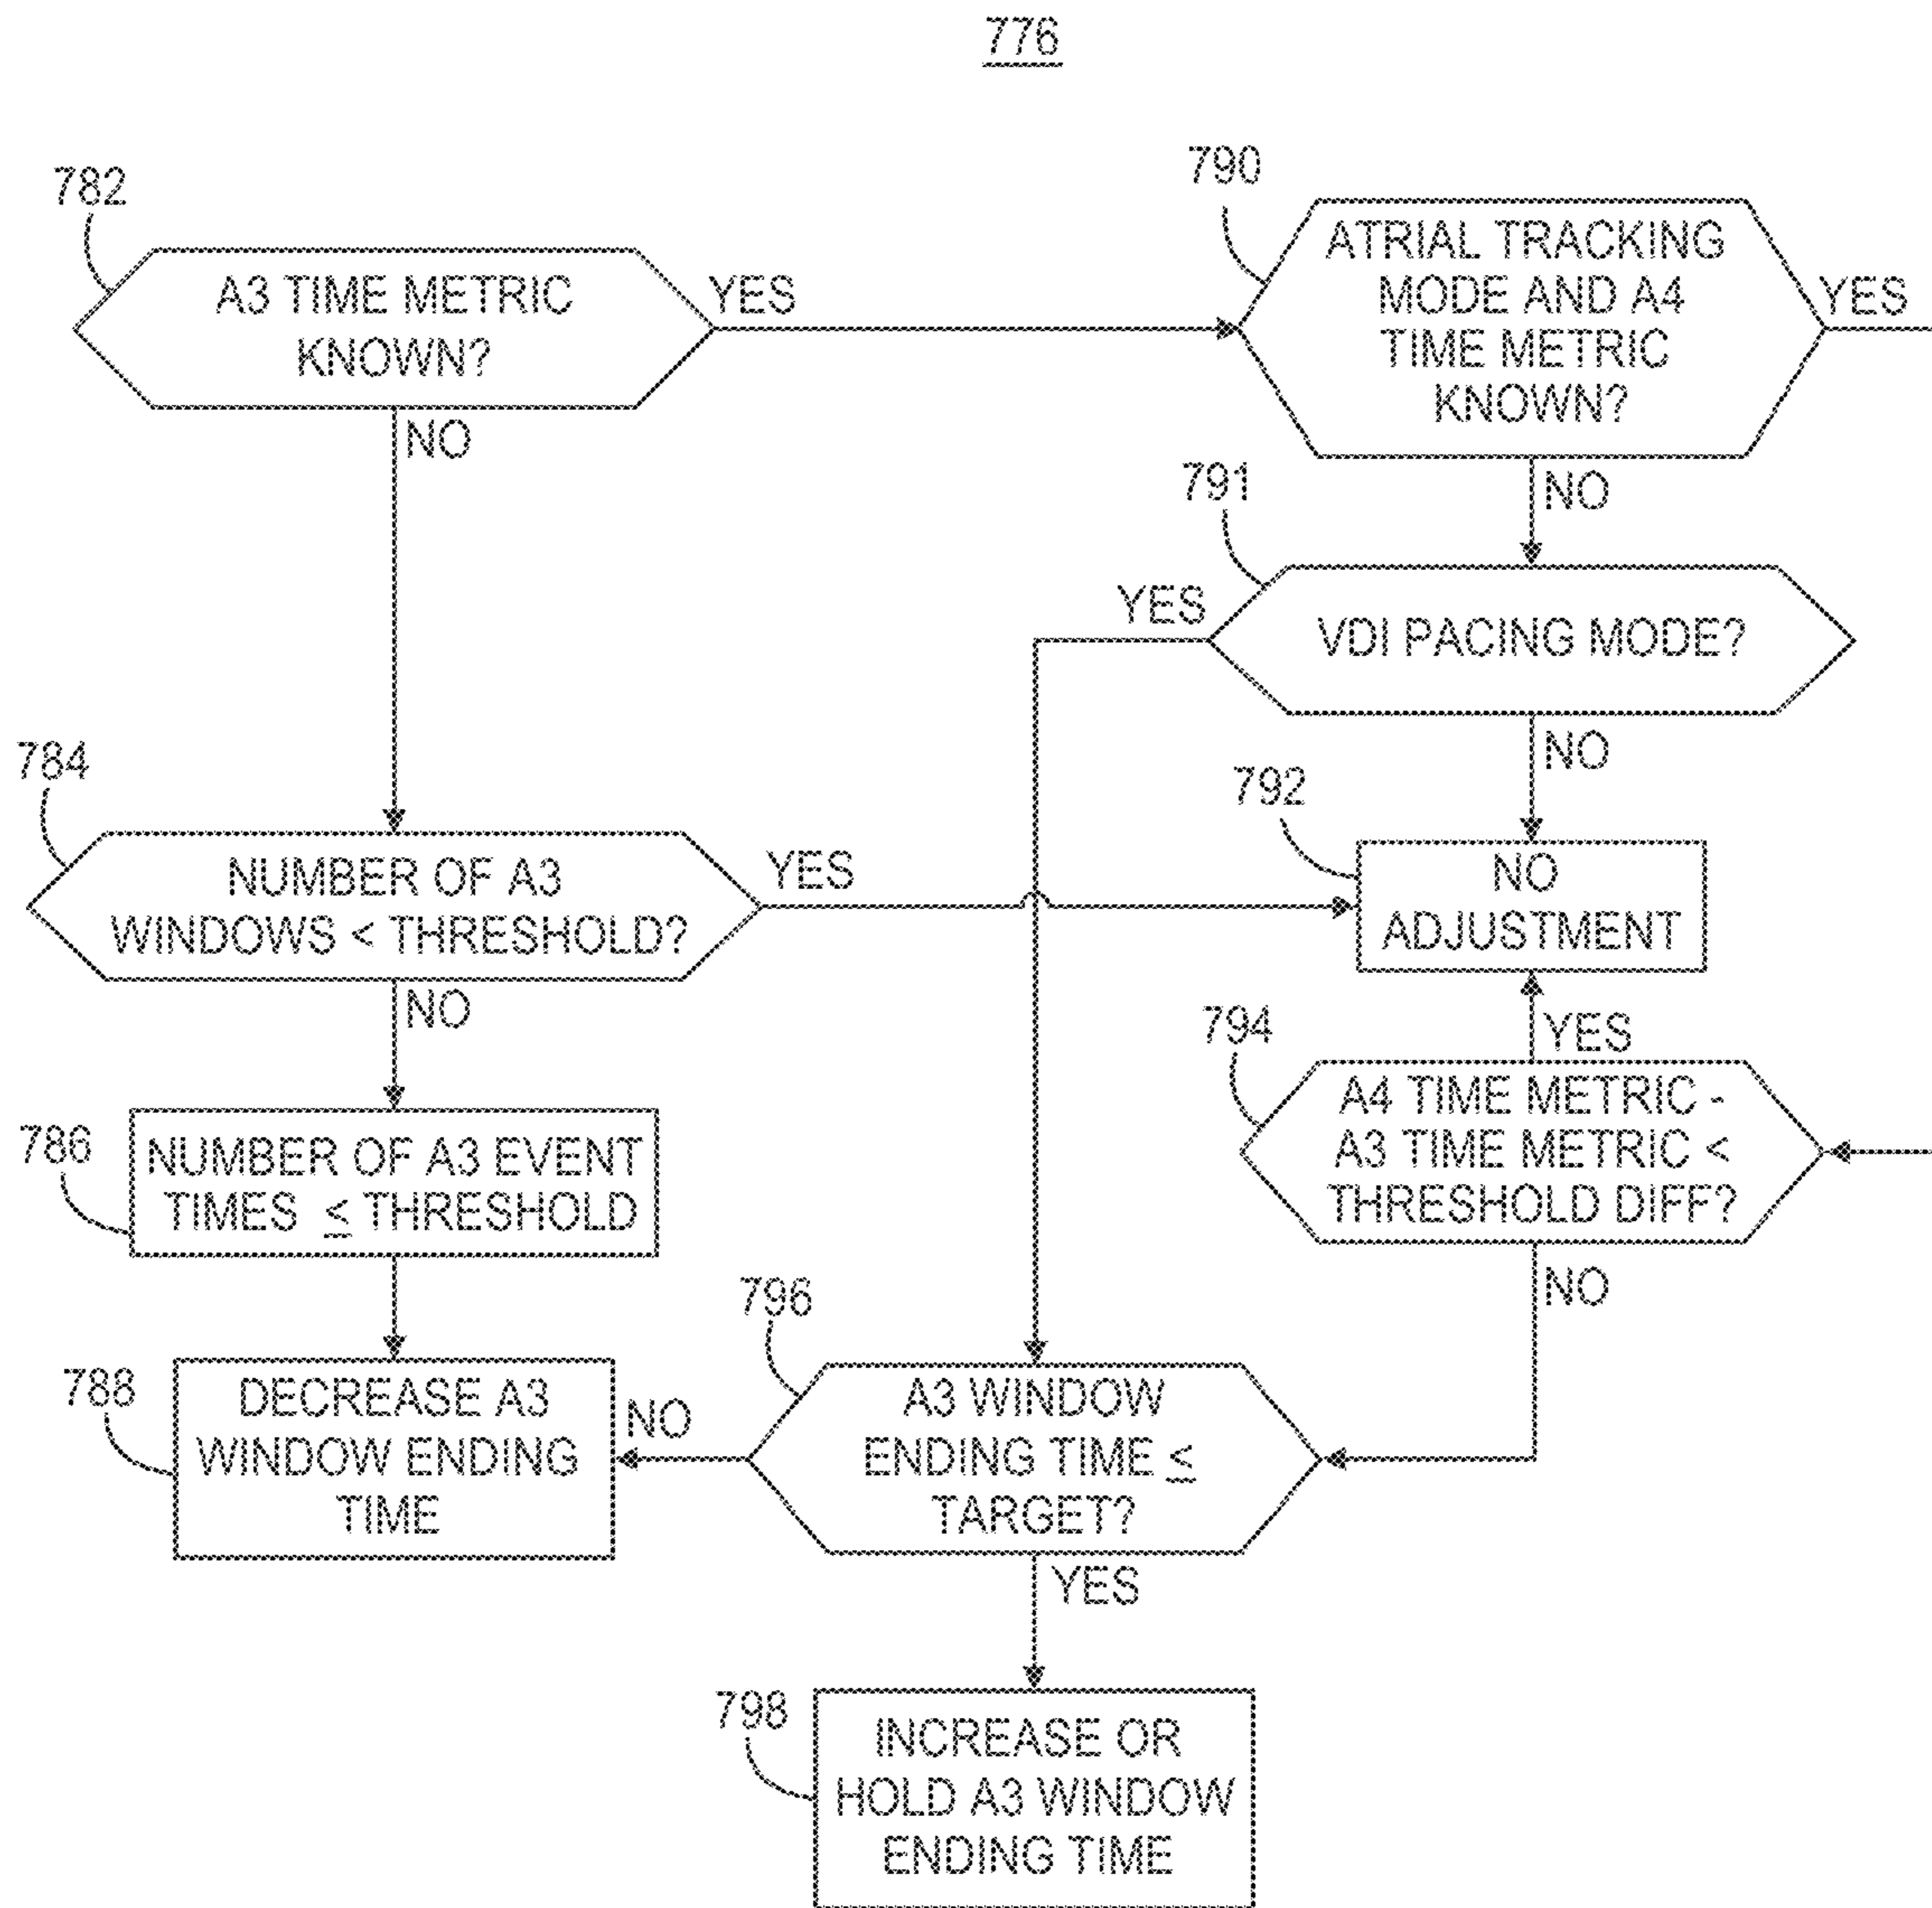 776
782
A3 TIME METRIC
KNOWN?
YES
NO
790
ATRIAL TRACKING
MODE AND A4
TIME METRIC
KNOWN?
YES
NO
791
YES
VDI PACING MODE?
NO
784
NUMBER OF A3
WINDOWS < THRESHOLD?
YES
NO
792
NO
ADJUSTMENT
786
NUMBER OF A3 EVENT
TIMES ≤ THRESHOLD
794
YES
A4 TIME METRIC -
A3 TIME METRIC <
THRESHOLD DIFF?
NO
788
DECREASE A3
WINDOW ENDING
TIME
796
NO
A3 WINDOW
ENDING TIME ≤
TARGET?
YES
798
INCREASE OR
HOLD A3 WINDOW
ENDING TIME